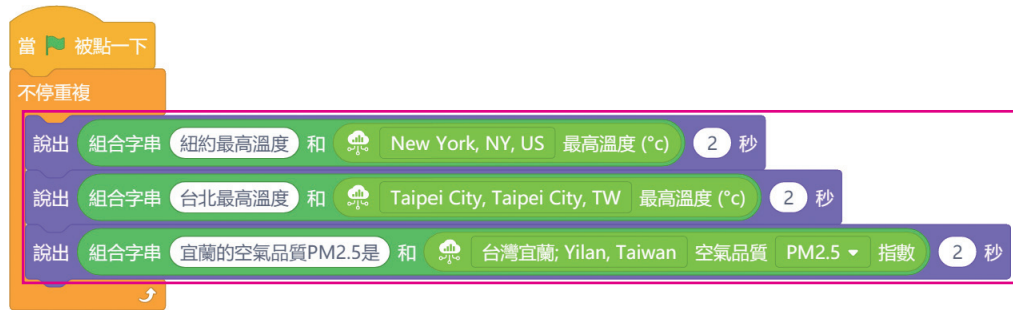 當 被點一下
不停重複
說出 組合字串 紐約最高溫度 和 New York, NY, US 最高溫度 (°c) 2 秒
說出 組合字串 台北最高溫度 和 Taipei City, Taipei City, TW 最高溫度 (°c) 2 秒
說出 組合字串 宜蘭的空氣品質PM2.5是 和 台灣宜蘭; Yilan, Taiwan 空氣品質 PM2.5 指數 2 秒